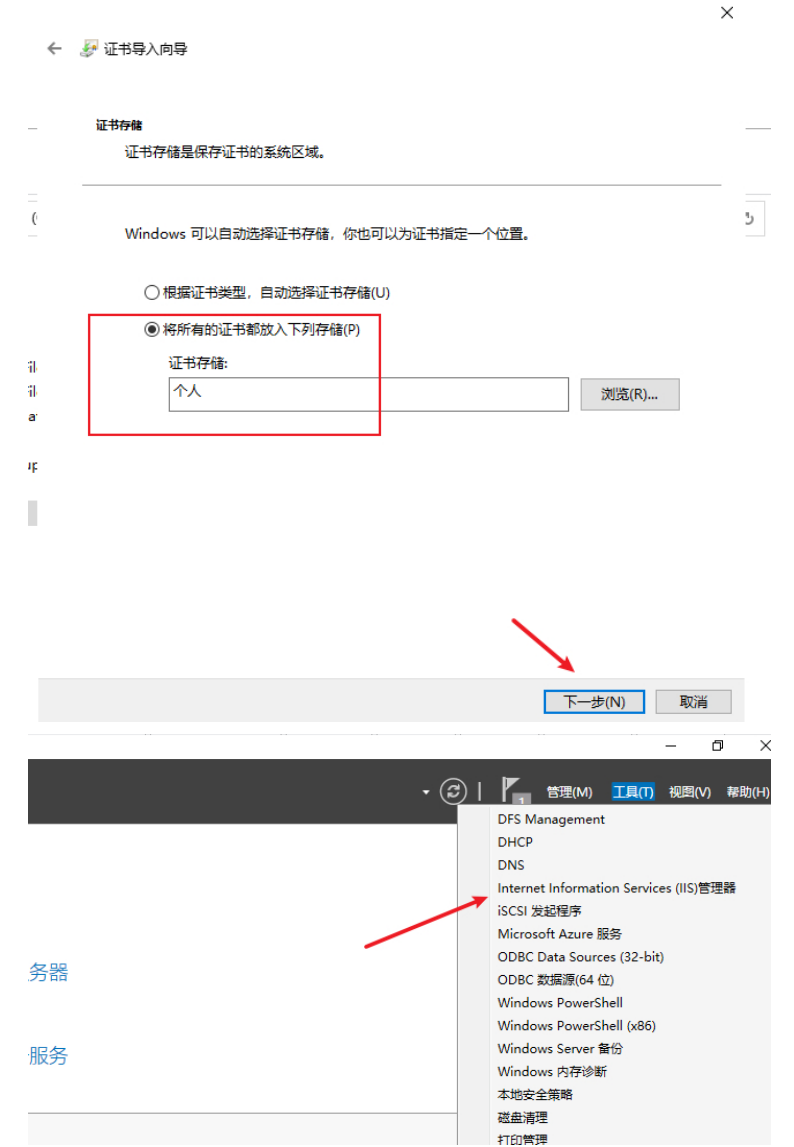 证书导入向导
证书存储
证书存储是保存证书的系统区域。
Windows 可以自动选择证书存储，你也可以为证书指定一个位置。
根据证书类型，自动选择证书存储(U)
将所有的证书都放入下列存储(P)
证书存储:
个人
浏览(R)...
下一步(N)
取消
1
管理(M) 工具(T) 视图(V) 帮助(H)
DFS Management
DHCP
DNS
Internet Information Services (IIS)管理器
iSCSI 发起程序
Microsoft Azure 服务
ODBC Data Sources (32-bit)
务器
ODBC 数据源(64 位)
Windows PowerShell
Windows PowerShell (x86)
Windows Server 备份
服务
Windows 内存诊断
本地安全策略
磁盘清理
打印管理